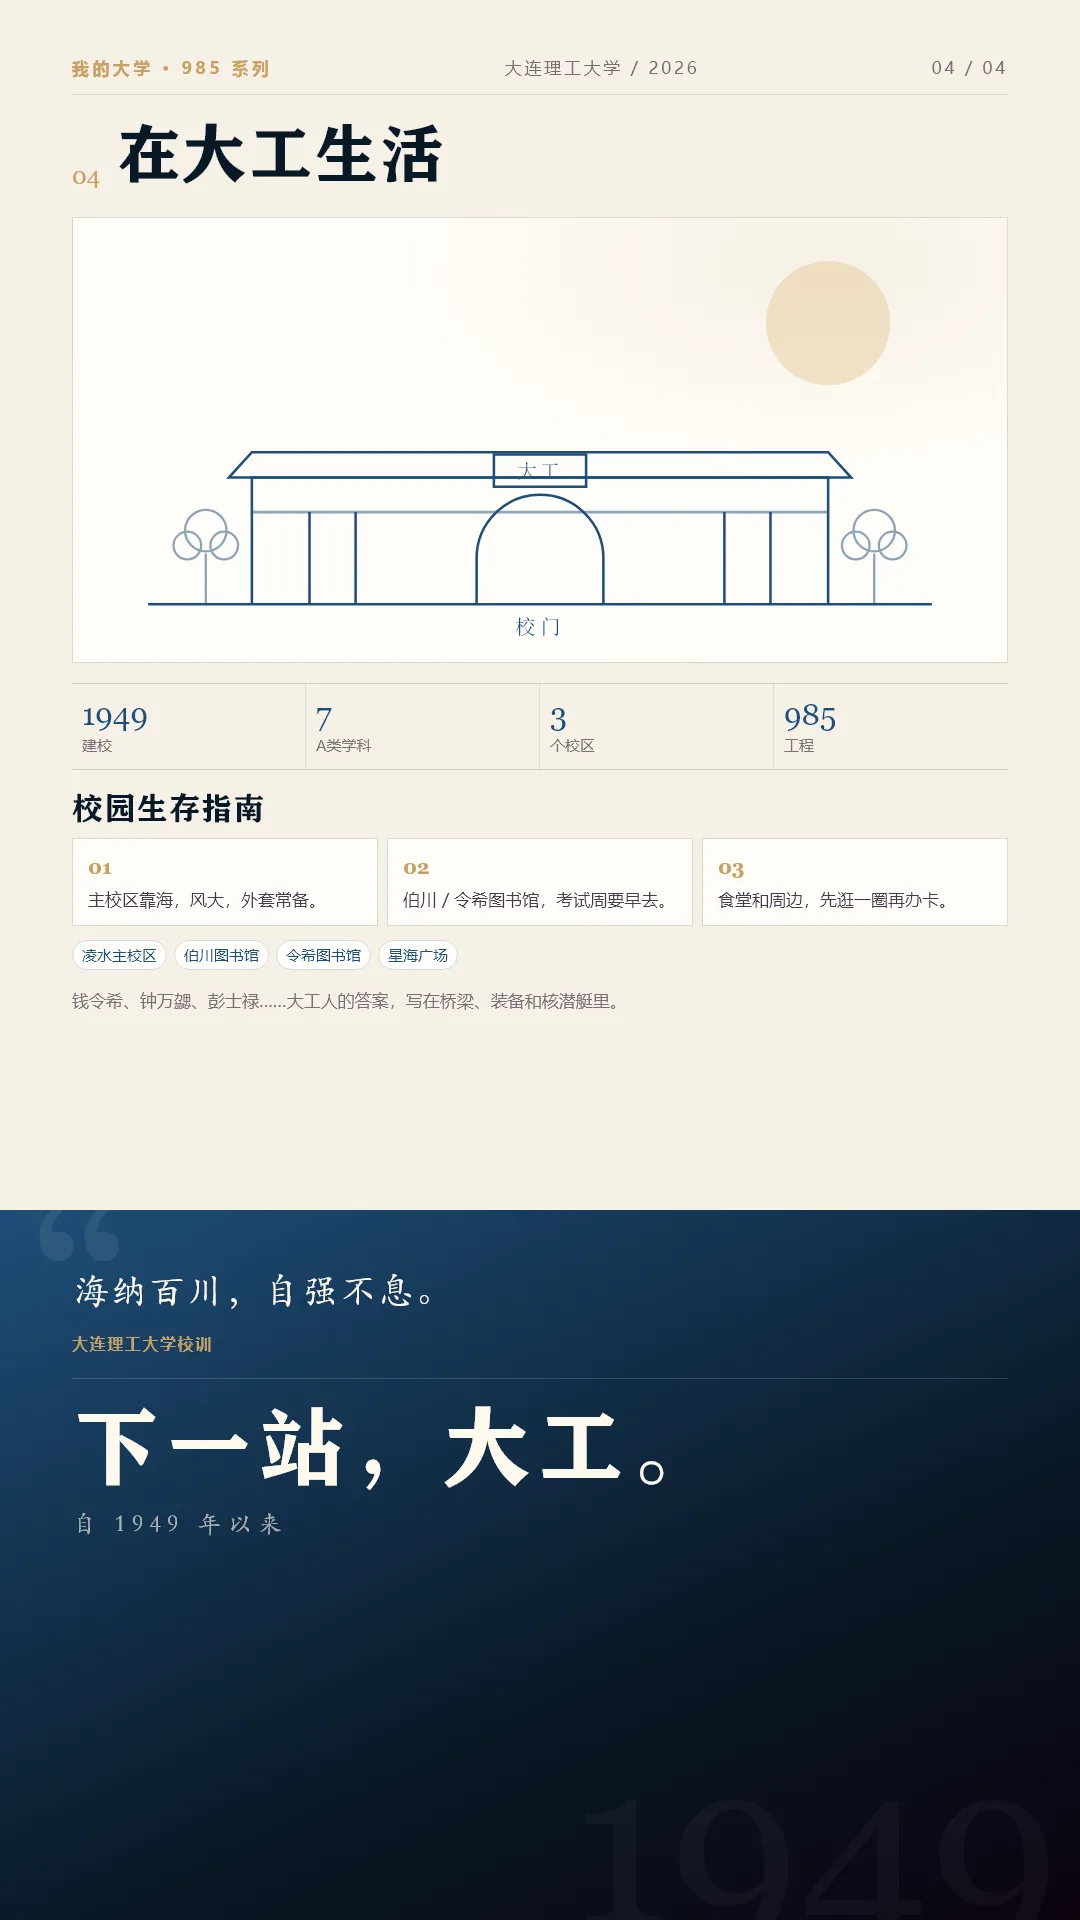 我的大学 · 985 系列
大连理工大学 / 2026
04 / 04
04 在大工生活
大工
校门
1949
建校
7
A类学科
3
个校区
985
工程
校园生存指南
01
主校区靠海，风大，外套常备。
02
伯川 / 令希图书馆，考试周要早去。
03
食堂和周边，先逛一圈再办卡。
凌水主校区
伯川图书馆
令希图书馆
星海广场
钱令希、钟万勰、彭士禄……大工人的答案，写在桥梁、装备和核潜艇里。
“
海纳百川，自强不息。
大连理工大学校训
下一站，大工。
自 1949 年以来
1949